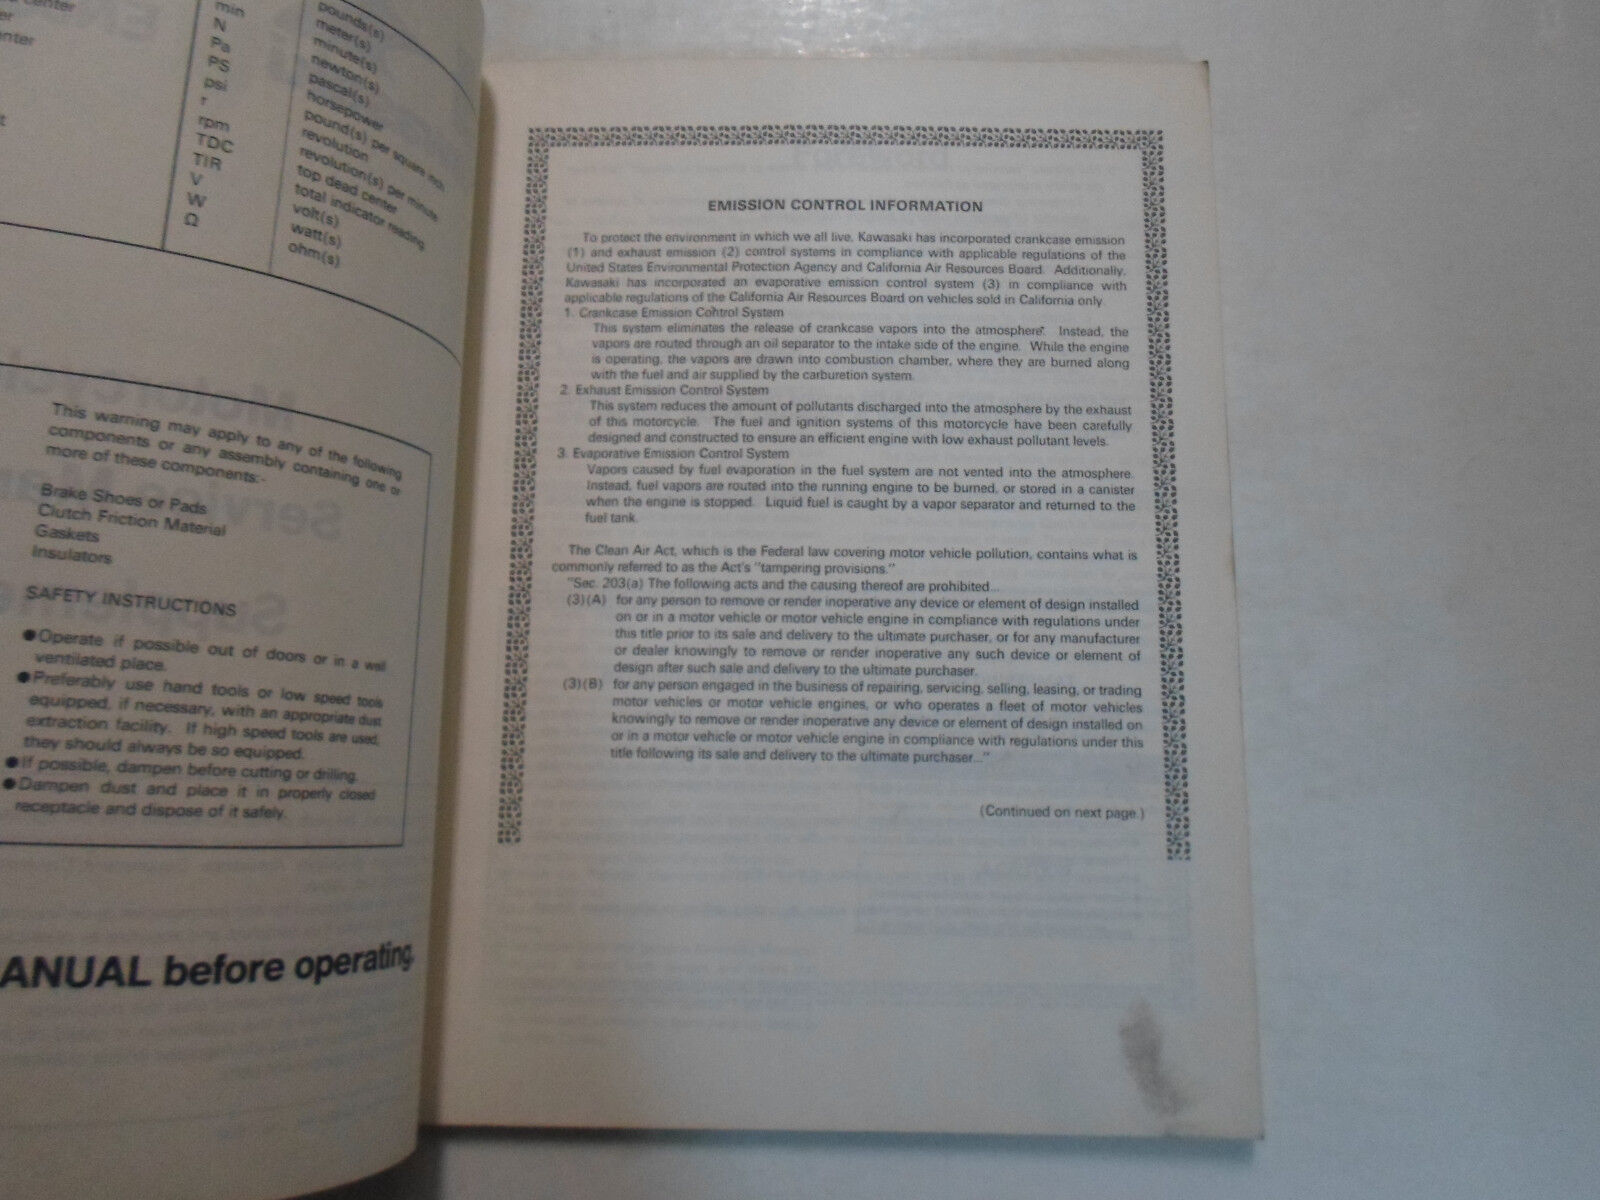 center
er
enter
t
min
N
Pa
PS
psi
r
rpm
TDC
TIR
V
W
Ω
pounds(s)
meter(s)
minute(s)
newton(s)
pascal(s)
horsepower
pound(s) per square inch
revolution
revolution(s) per minute
top dead center
total indicator reading
volt(s)
watt(s)
ohm(s)
This warning may apply to any of the following
components or any assembly containing one or
more of these components:-
Brake Shoes or Pads
Clutch Friction Material
Gaskets
Insulators
SAFETY INSTRUCTIONS
●Operate if possible out of doors or in a well
ventilated place.
●Preferably use hand tools or low speed tools
equipped, if necessary, with an appropriate dust
extraction facility. If high speed tools are used,
they should always be so equipped.
●If possible, dampen before cutting or drilling.
●Dampen dust and place it in properly closed
receptacle and dispose of it safely.
ANUAL before operating.
EMISSION CONTROL INFORMATION
To protect the environment in which we all live, Kawasaki has incorporated crankcase emission
(1) and exhaust emission (2) control systems in compliance with applicable regulations of the
United States Environmental Protection Agency and California Air Resources Board. Additionally,
Kawasaki has incorporated an evaporative emission control system (3) in compliance with
applicable regulations of the California Air Resources Board on vehicles sold in California only.
1. Crankcase Emission Control System
This system eliminates the release of crankcase vapors into the atmosphere. Instead, the
vapors are routed through an oil separator to the intake side of the engine. While the engine
is operating, the vapors are drawn into combustion chamber, where they are burned along
with the fuel and air supplied by the carburetion system.
2. Exhaust Emission Control System
This system reduces the amount of pollutants discharged into the atmosphere by the exhaust
of this motorcycle. The fuel and ignition systems of this motorcycle have been carefully
designed and constructed to ensure an efficient engine with low exhaust pollutant levels.
3. Evaporative Emission Control System
Vapors caused by fuel evaporation in the fuel system are not vented into the atmosphere.
Instead, fuel vapors are routed into the running engine to be burned, or stored in a canister
when the engine is stopped. Liquid fuel is caught by a vapor separator and returned to the
fuel tank.
The Clean Air Act, which is the Federal law covering motor vehicle pollution, contains what is
commonly referred to as the Act's "tampering provisions."
"Sec. 203(a) The following acts and the causing thereof are prohibited...
(3)(A) for any person to remove or render inoperative any device or element of design installed
on or in a motor vehicle or motor vehicle engine in compliance with regulations under
this title prior to its sale and delivery to the ultimate purchaser, or for any manufacturer
or dealer knowingly to remove or render inoperative any such device or element of
design after such sale and delivery to the ultimate purchaser.
(3)(B) for any person engaged in the business of repairing, servicing, selling, leasing, or trading
motor vehicles or motor vehicle engines, or who operates a fleet of motor vehicles
knowingly to remove or render inoperative any device or element of design installed on
or in a motor vehicle or motor vehicle engine in compliance with regulations under this
title following its sale and delivery to the ultimate purchaser..."
(Continued on next page.)